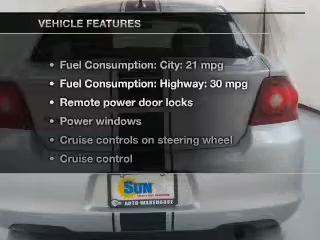 VEHICLE FEATURES
• Fuel Consumption: City: 21 mpg
• Fuel Consumption: Highway: 30 mpg
• Remote power door locks
• Power windows
• Cruise controls on steering wheel
• Cruise control
SUN
AUTO WAREHOUSE